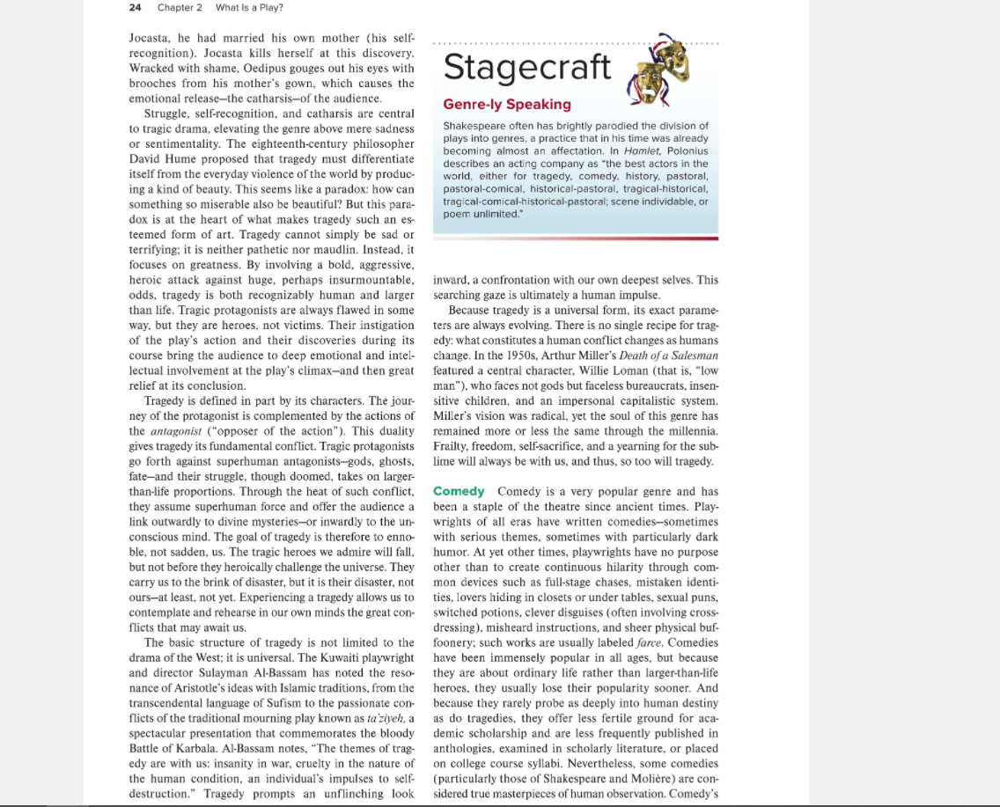 24 Chapter 2 What Is a Play?
Jocasta, he had married his own mother (his self-
recognition). Jocasta kills herself at this discovery.
Wracked with shame, Oedipus gouges out his eyes with
brooches from his mother's gown, which causes the
emotional release—the catharsis—of the audience.
Struggle, self-recognition, and catharsis are central
to tragic drama, elevating the genre above mere sadness
or sentimentality. The eighteenth-century philosopher
David Hume proposed that tragedy must differentiate
itself from the everyday violence of the world by produc-
ing a kind of beauty. This seems like a paradox: how can
something so miserable also be beautiful? But this para-
dox is at the heart of what makes tragedy such an es-
teemed form of art. Tragedy cannot simply be sad or
terrifying; it is neither pathetic nor maudlin. Instead, it
focuses on greatness. By involving a bold, aggressive,
heroic attack against huge, perhaps insurmountable,
odds, tragedy is both recognizably human and larger
than life. Tragic protagonists are always flawed in some
way, but they are heroes, not victims. Their instigation
of the play's action and their discoveries during its
course bring the audience to deep emotional and intel-
lectual involvement at the play's climax—and then great
relief at its conclusion.
Tragedy is defined in part by its characters. The jour-
ney of the protagonist is complemented by the actions of
the antagonist ("opposer of the action"). This duality
gives tragedy its fundamental conflict. Tragic protagonists
go forth against superhuman antagonists—gods, ghosts,
fate—and their struggle, though doomed, takes on larger-
than-life proportions. Through the heat of such conflict,
they assume superhuman force and offer the audience a
link outwardly to divine mysteries—or inwardly to the un-
conscious mind. The goal of tragedy is therefore to enno-
ble, not sadden, us. The tragic heroes we admire will fall,
but not before they heroically challenge the universe. They
carry us to the brink of disaster, but it is their disaster, not
ours—at least, not yet. Experiencing a tragedy allows us to
contemplate and rehearse in our own minds the great con-
flicts that may await us.
The basic structure of tragedy is not limited to the
drama of the West; it is universal. The Kuwaiti playwright
and director Sulayman Al-Bassam has noted the reso-
nance of Aristotle's ideas with Islamic traditions, from the
transcendental language of Sufism to the passionate con-
flicts of the traditional mourning play known as ta'ziyeh, a
spectacular presentation that commemorates the bloody
Battle of Karbala. Al-Bassam notes, "The themes of trag-
edy are with us: insanity in war, cruelty in the nature of
the human condition, an individual's impulses to self-
destruction." Tragedy prompts an unflinching look
Stagecraft
Genre-ly Speaking
Shakespeare often has brightly parodied the division of
plays into genres, a practice that in his time was already
becoming almost an affectation. In Hamlet, Polonius
describes an acting company as "the best actors in the
world, either for tragedy, comedy, history, pastoral,
pastoral-comical, historical-pastoral, tragical-historical,
tragical-comical-historical-pastoral; scene individable, or
poem unlimited."
inward, a confrontation with our own deepest selves. This
searching gaze is ultimately a human impulse.
Because tragedy is a universal form, its exact parame-
ters are always evolving. There is no single recipe for trag-
edy: what constitutes a human conflict changes as humans
change. In the 1950s, Arthur Miller's Death of a Salesman
featured a central character, Willie Loman (that is, "low
man"), who faces not gods but faceless bureaucrats, insen-
sitive children, and an impersonal capitalistic system.
Miller's vision was radical, yet the soul of this genre has
remained more or less the same through the millennia.
Frailty, freedom, self-sacrifice, and a yearning for the sub-
lime will always be with us, and thus, so too will tragedy.
Comedy Comedy is a very popular genre and has
been a staple of the theatre since ancient times. Play-
wrights of all eras have written comedies—sometimes
with serious themes, sometimes with particularly dark
humor. At yet other times, playwrights have no purpose
other than to create continuous hilarity through com-
mon devices such as full-stage chases, mistaken identi-
ties, lovers hiding in closets or under tables, sexual puns,
switched potions, clever disguises (often involving cross-
dressing), misheard instructions, and sheer physical buf-
foonery; such works are usually labeled farce. Comedies
have been immensely popular in all ages, but because
they are about ordinary life rather than larger-than-life
heroes, they usually lose their popularity sooner. And
because they rarely probe as deeply into human destiny
as do tragedies, they offer less fertile ground for aca-
demic scholarship and are less frequently published in
anthologies, examined in scholarly literature, or placed
on college course syllabi. Nevertheless, some comedies
(particularly those of Shakespeare and Molière) are con-
sidered true masterpieces of human observation. Comedy's